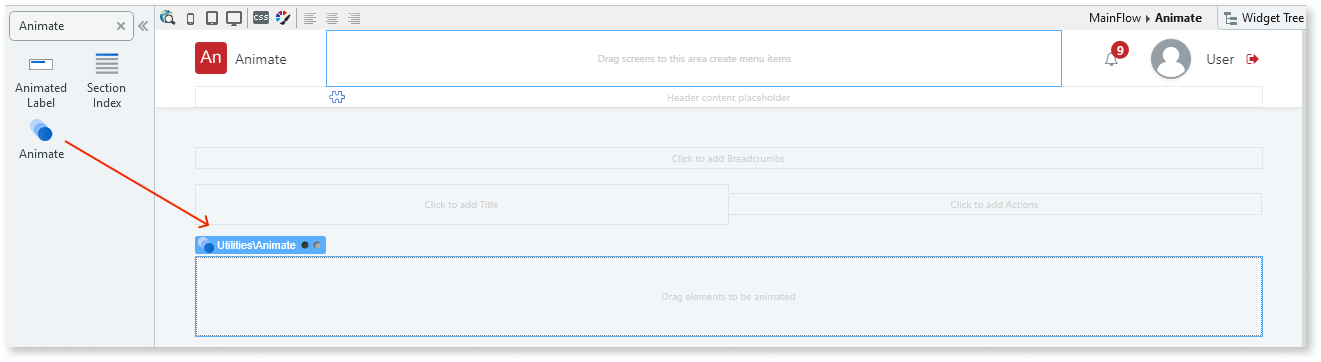 Animate
CSS
MainFlow Animate
Widget Tree
Animated
Label
Section
Index
Animate
An Animate
Drag screens to this area create menu items
9
User
Header content placeholder
Click to add Breadcrumbs
Click to add Title
Click to add Actions
Utilities\Animate
Drag elements to be animated